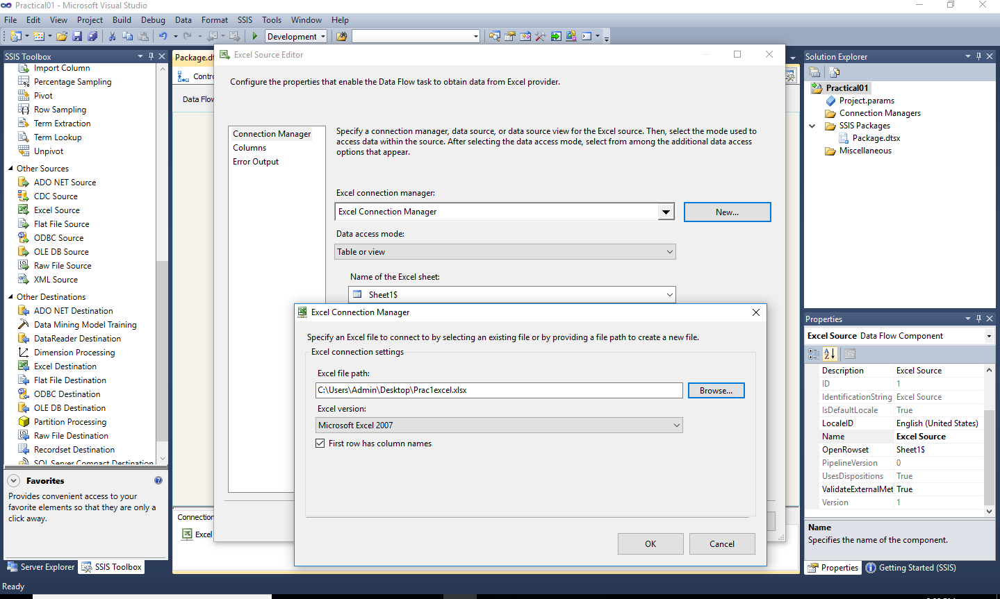 Practical01 - Microsoft Visual Studio
File Edit View Project Build Debug Data Format SSIS Tools Window Help
Development
SSIS Toolbox
Import Column
Percentage Sampling
Pivot
Row Sampling
Term Extraction
Term Lookup
Unpivot
Other Sources
ADO NET Source
CDC Source
Excel Source
Flat File Source
ODBC Source
OLE DB Source
Raw File Source
XML Source
Other Destinations
ADO NET Destination
Data Mining Model Training
DataReader Destination
Dimension Processing
Excel Destination
Flat File Destination
ODBC Destination
OLE DB Destination
Partition Processing
Raw File Destination
Recordset Destination
SQL Server Compact Destination
Favorites
Provides convenient access to your
favorite elements so that they are only a
click away.
Server Explorer
SSIS Toolbox
Package.dt
Contro
Data Flow
Connection
Excel
Excel Source Editor
Configure the properties that enable the Data Flow task to obtain data from Excel provider.
Connection Manager
Columns
Error Output
Specify a connection manager, data source, or data source view for the Excel source. Then, select the mode used to
access data within the source. After selecting the data access mode, select from among the additional data access
options that appear.
Excel connection manager:
Excel Connection Manager
New...
Data access mode:
Table or view
Name of the Excel sheet:
Sheet1$
Excel Connection Manager
Specify an Excel file to connect to by selecting an existing file or by providing a file path to create a new file.
Excel connection settings
Excel file path:
C:\Users\Admin\Desktop\Prac1excel.xlsx
Browse...
Excel version:
Microsoft Excel 2007
First row has column names
OK
Cancel
Solution Explorer
Practical01
Project.params
Connection Managers
SSIS Packages
Package.dtsx
Miscellaneous
Properties
Excel Source Data Flow Component
Description Excel Source
ID 1
IdentificationString Excel Source
IsDefaultLocale True
LocaleID English (United States)
Name Excel Source
OpenRowset Sheet1$
PipelineVersion 0
UsesDispositions True
ValidateExternalMet True
Version 1
Name
Specifies the name of the component.
Properties
Getting Started (SSIS)
Ready